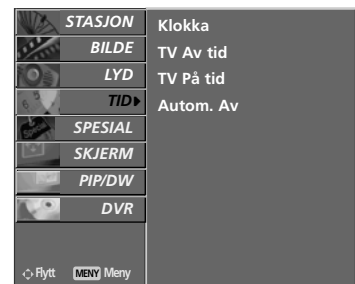 STASJON
BILDE
LYD
TID
SPESIAL
SKJERM
PIP/DW
DVR
Flytt MENY Meny
Klokka
TV Av tid
TV På tid
Autom. Av